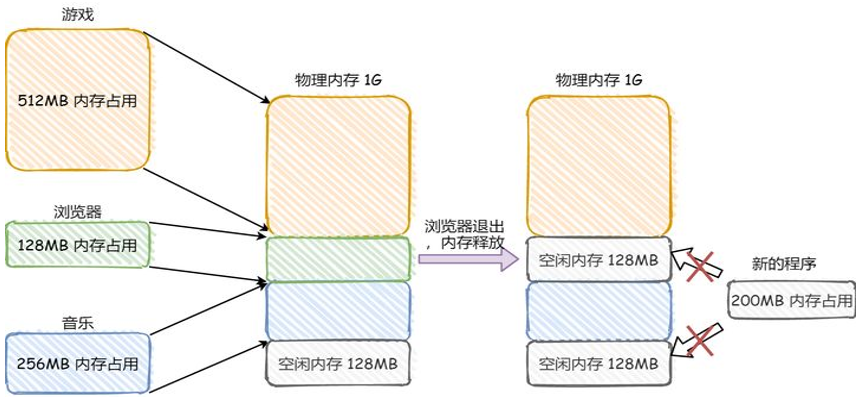 游戏
512MB 内存占用
浏览器
128MB 内存占用
音乐
256MB 内存占用
物理内存 1G
空闲内存 128MB
浏览器退出
，内存释放
物理内存 1G
空闲内存 128MB
空闲内存 128MB
新的程序
200MB 内存占用